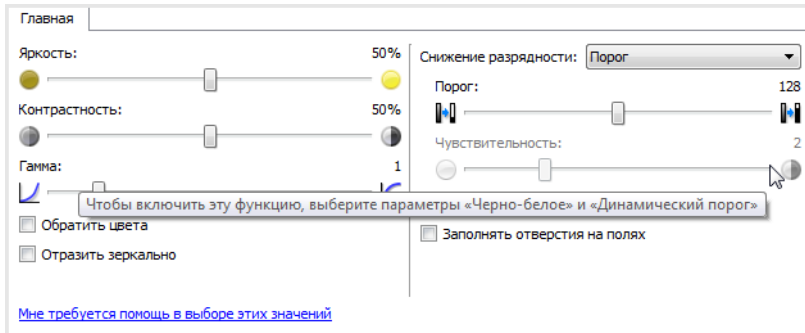 Главная
Яркость: 50%
Контрастность: 50%
Гамма: 1
Чтобы включить эту функцию, выберите параметры «Черно-белое» и «Динамический порог»
Обратить цвета
Отразить зеркально
Мне требуется помощь в выборе этих значений
Снижение разрядности: Порог
Порог: 128
Чувствительность: 2
Заполнять отверстия на полях